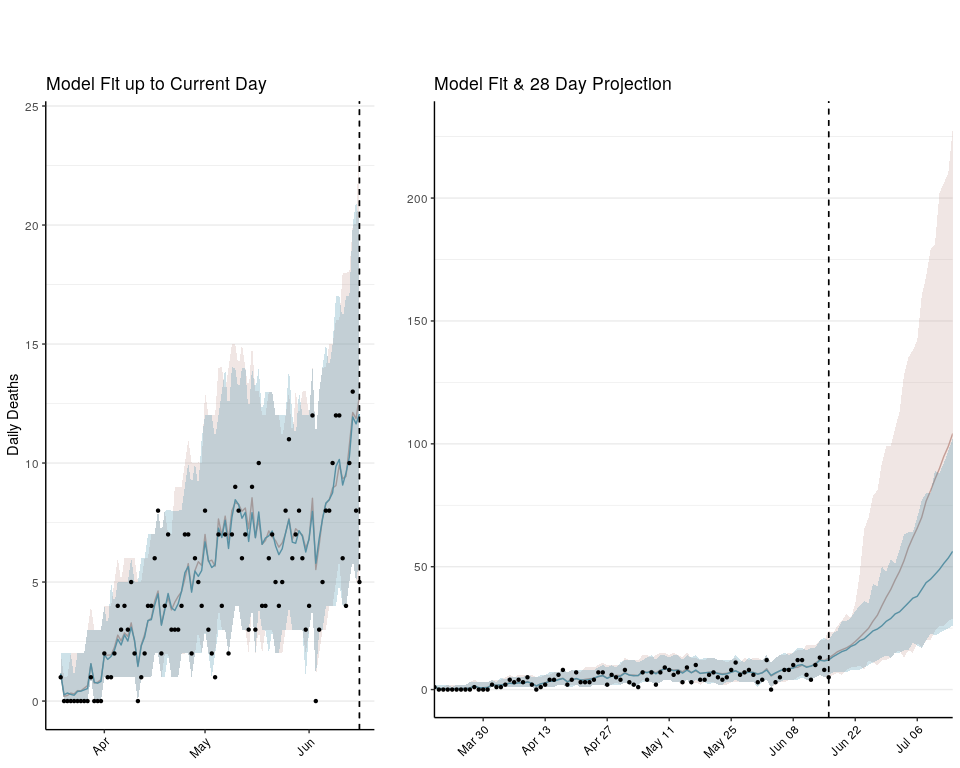 Model Fit up to Current Day
Model Fit & 28 Day Projection
Daily Deaths
25
20
15
10
5
0
Apr
May
Jun
200
150
100
50
0
Mar 30
Apr 13
Apr 27
May 11
May 25
Jun 08
Jun 22
Jul 06